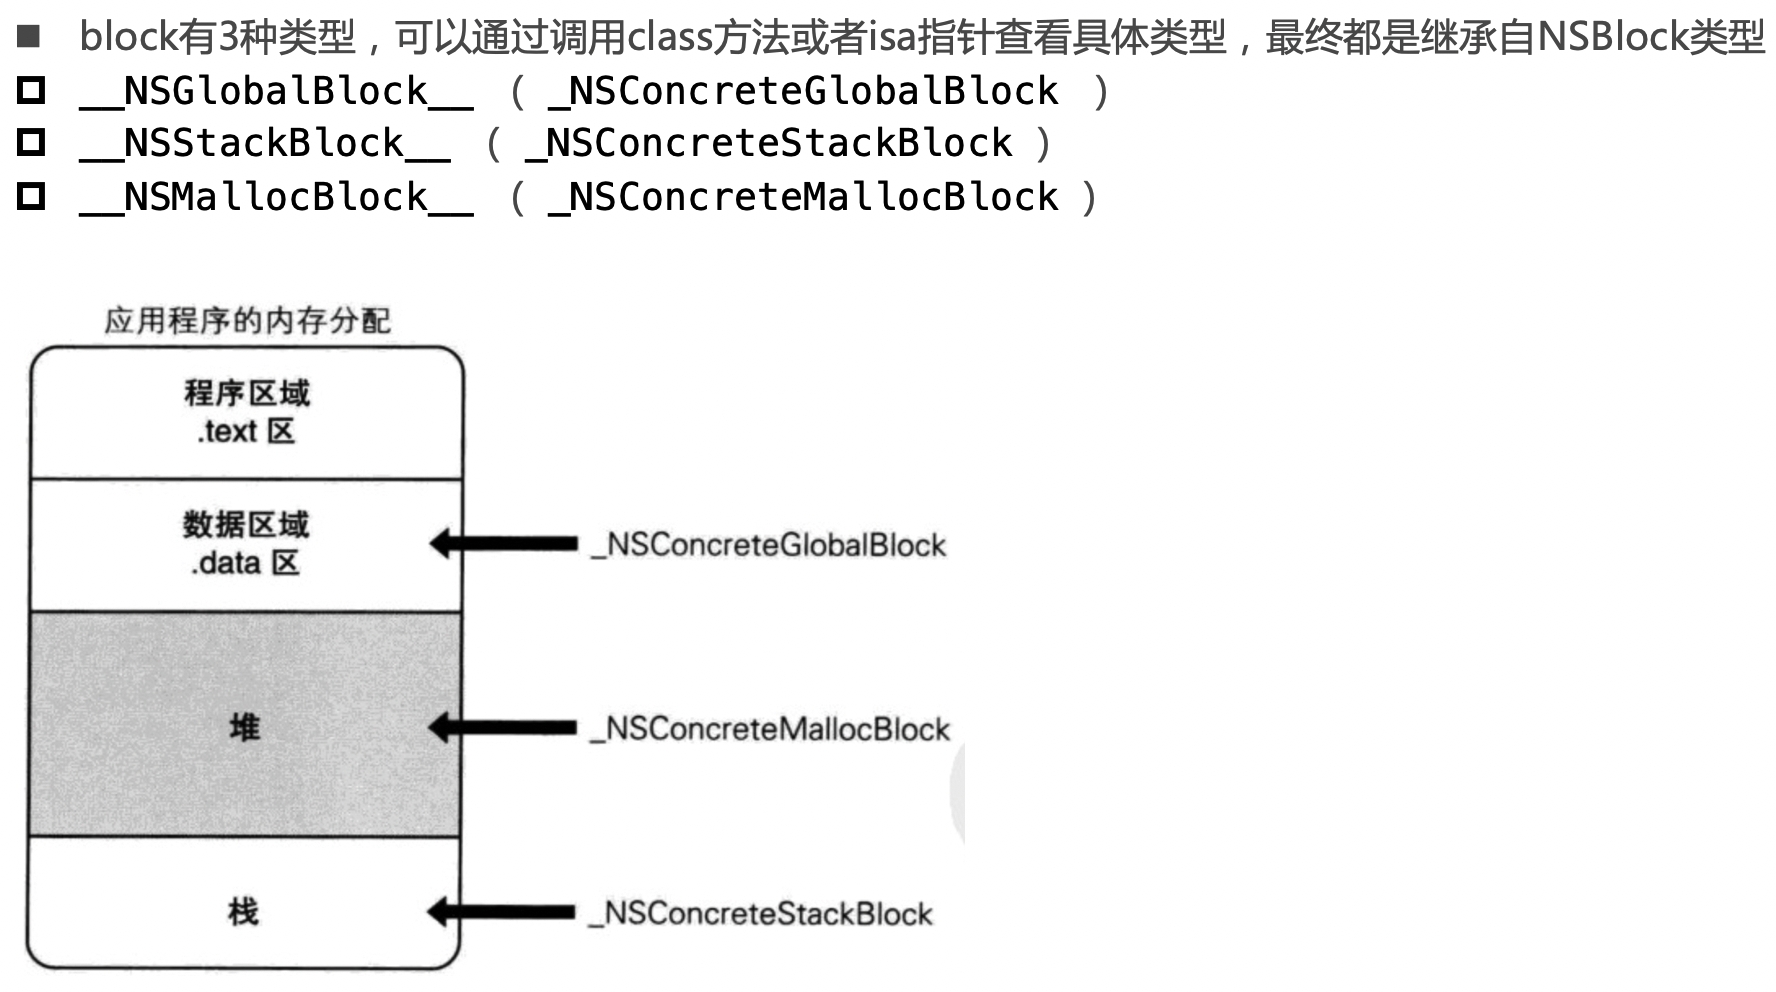 block有3种类型，可以通过调用class方法或者isa指针查看具体类型，最终都是继承自NSBlock类型
__NSGlobalBlock__ （ _NSConcreteGlobalBlock ）
__NSStackBlock__ （ _NSConcreteStackBlock ）
__NSMallocBlock__ （ _NSConcreteMallocBlock ）
应用程序的内存分配
程序区域
.text 区
数据区域
.data 区
_NSConcreteGlobalBlock
堆
_NSConcreteMallocBlock
栈
_NSConcreteStackBlock